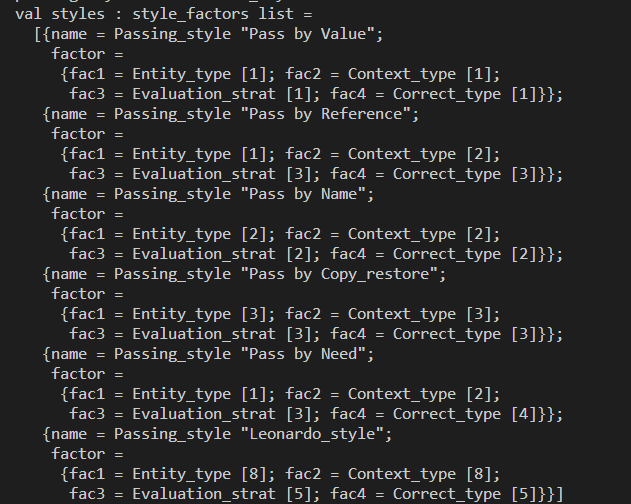 val styles : style_factors list =
[{name = Passing_style "Pass by Value";
factor =
{fac1 = Entity_type [1]; fac2 = Context_type [1];
fac3 = Evaluation_strat [1]; fac4 = Correct_type [1]}};
{name = Passing_style "Pass by Reference";
factor =
{fac1 = Entity_type [1]; fac2 = Context_type [2];
fac3 = Evaluation_strat [3]; fac4 = Correct_type [3]}};
{name = Passing_style "Pass by Name";
factor =
{fac1 = Entity_type [2]; fac2 = Context_type [2];
fac3 = Evaluation_strat [2]; fac4 = Correct_type [2]}};
{name = Passing_style "Pass by Copy_restore";
factor =
{fac1 = Entity_type [3]; fac2 = Context_type [3];
fac3 = Evaluation_strat [3]; fac4 = Correct_type [3]}};
{name = Passing_style "Pass by Need";
factor =
{fac1 = Entity_type [1]; fac2 = Context_type [2];
fac3 = Evaluation_strat [3]; fac4 = Correct_type [4]}};
{name = Passing_style "Leonardo_style";
factor =
{fac1 = Entity_type [8]; fac2 = Context_type [8];
fac3 = Evaluation_strat [5]; fac4 = Correct_type [5]}}]